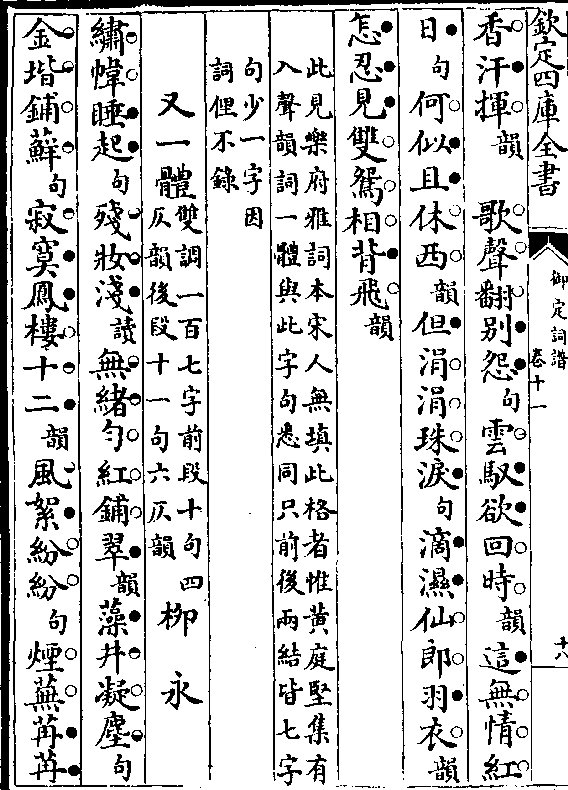 欽定四庫全書
御定詞譜
卷十一
十六
香汗揮韻歌聲翻别怨句雲馭欲回時韻這無情紅
日句何似且休西韻但涓涓珠淚句滴濕仙郎羽衣韻
怎忍見雙鴛相背飛韻
此見樂府雅詞本宋人無填此格者惟黄庭堅集有
入聲韻詞一體與此字句悉同只前後兩結皆七字
句少一字因
詞俚不錄
又一體雙調一百七字前段十句四
仄韻後段十一句六仄韻
柳永
繡幃睡起句殘妝淺讀無緒勻紅鋪翠韻藻井凝塵句
金堦鋪蘚句寂寞鳳樓十二韻風絮紛紛句煙蕪苒苒